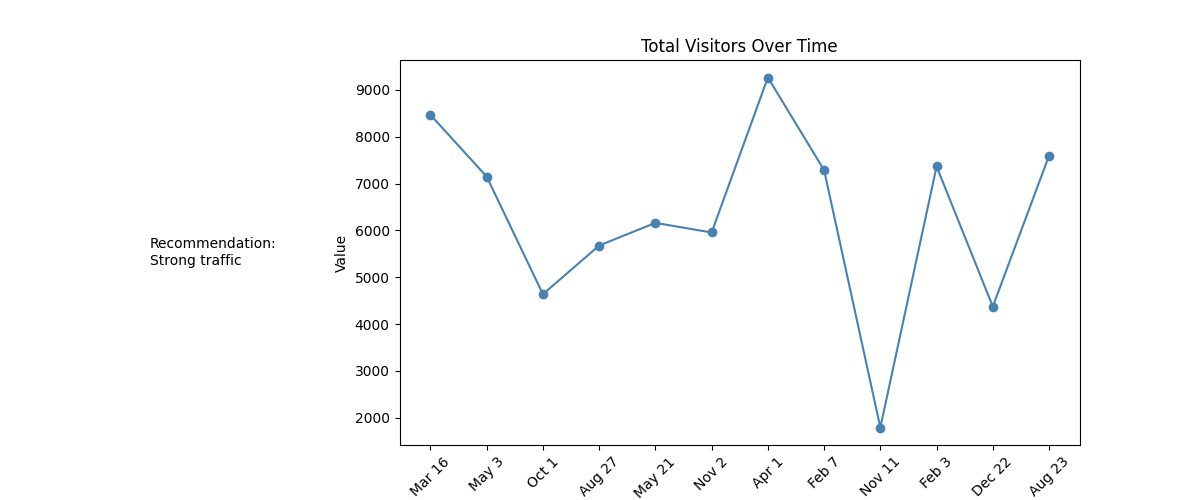 Total Visitors Over Time
Recommendation:
Strong traffic
Value
9000
8000
7000
6000
5000
4000
3000
2000
Mar 16
May 3
Oct 1
Aug 27
May 21
Nov 2
Apr 1
Feb 7
Nov 11
Feb 3
Dec 22
Aug 23